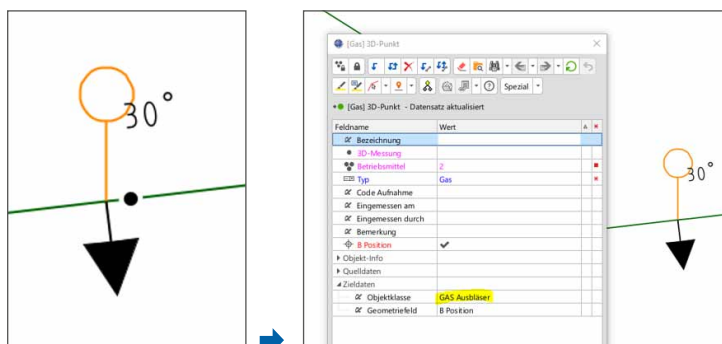 30°
[Gas] 3D-Punkt
Spezial
[Gas] 3D-Punkt - Datensatz aktualisiert
Feldname Wert
Bezeichnung
3D-Messung
Betriebsmittel 2
Typ Gas
Code Aufnahme
Eingemessen am
Eingemessen durch
Bemerkung
B Position
Objekt-Info
Quelldaten
Zieldaten
Objektklasse GAS Ausbläser
Geometriefeld B Position
30°